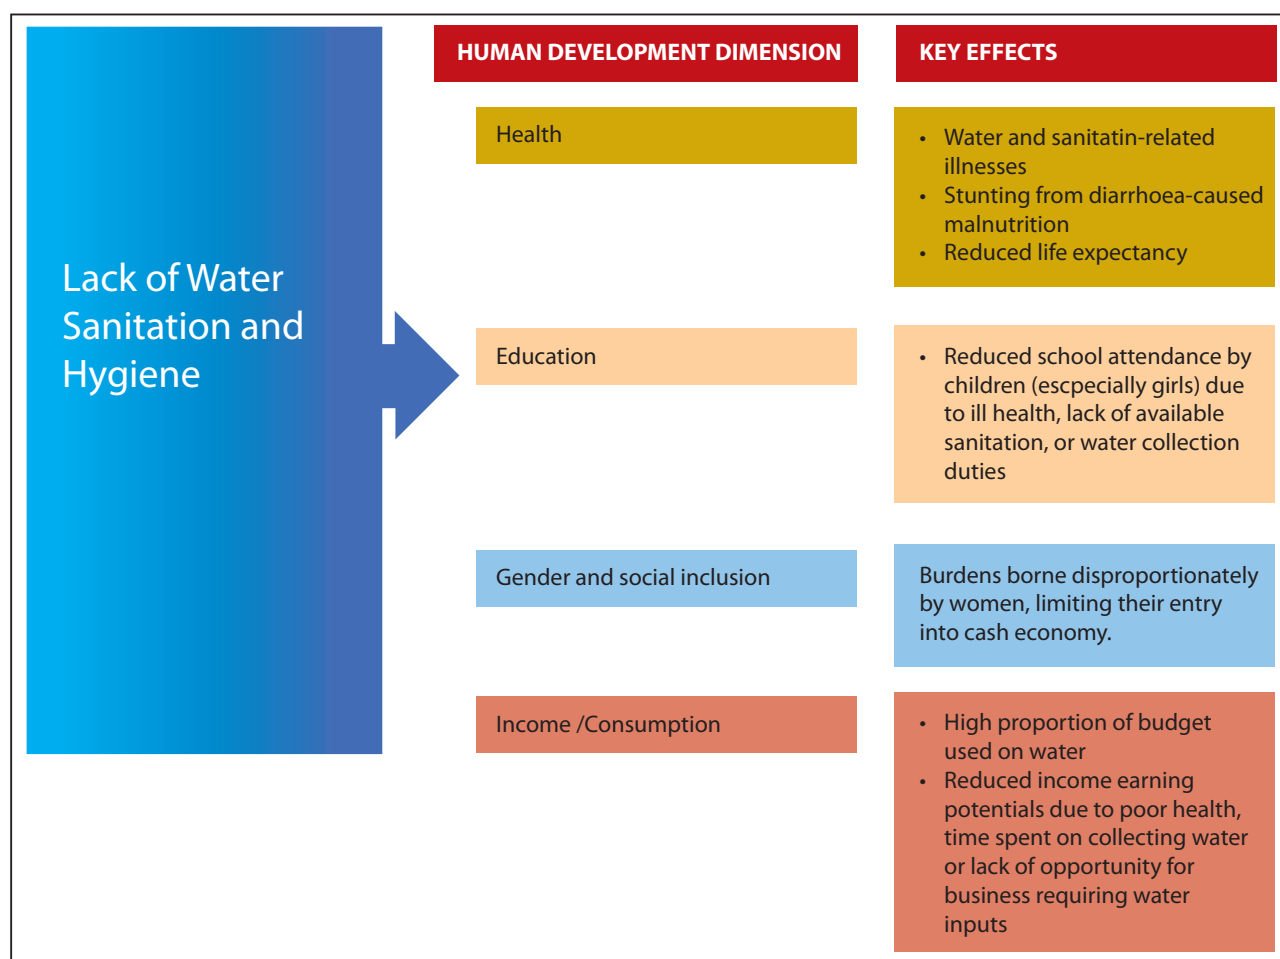 Lack of Water
Sanitation and
Hygiene
HUMAN DEVELOPMENT DIMENSION
KEY EFFECTS
Health
• Water and sanitatin-related
illnesses
• Stunting from diarrhoea-caused
malnutrition
• Reduced life expectancy
Education
• Reduced school attendance by
children (escpecially girls) due
to ill health, lack of available
sanitation, or water collection
duties
Gender and social inclusion
Burdens borne disproportionately
by women, limiting their entry
into cash economy.
Income /Consumption
• High proportion of budget
used on water
• Reduced income earning
potentials due to poor health,
time spent on collecting water
or lack of opportunity for
business requiring water
inputs